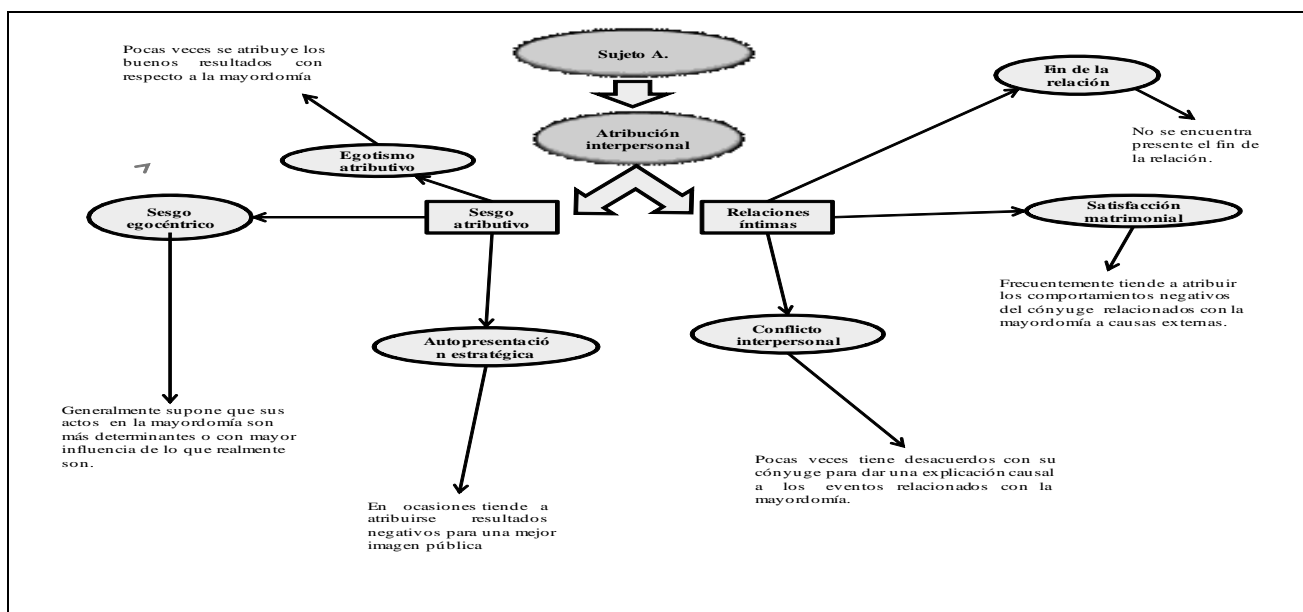 Sujeto A.
Atribución
interpersonal
Pocas veces se atribuye los
buenos resultados con
respecto a la mayordomía
Egotismo
atributivo
Sesgo
egocéntrico
Sesgo
atributivo
Generalmente supone que sus
actos en la mayordomía son
más determinantes o con mayor
influencia de lo que realmente
son.
Autopresentació
n estratégica
En ocasiones tiende a
atribuirse resultados
negativos para una mejor
imagen pública
Relaciones
íntimas
Fin de la
relación
No se encuentra
presente el fin de
la relación.
Satisfacción
matrimonial
Frecuentemente tiende a atribuir
los comportamientos negativos
del cónyuge relacionados con la
mayordomía a causas externas.
Conflicto
interpersonal
Pocas veces tiene desacuerdos con su
cónyuge para dar una explicación causal
a los eventos relacionados con la
mayordomía.